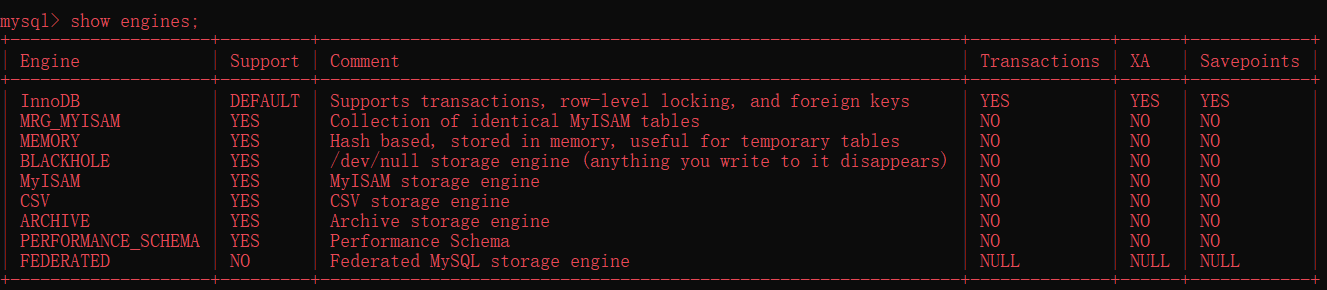 mysql> show engines;
+--------------------+---------+----------------------------------------------------------------+--------------+------+------------+
| Engine             | Support | Comment                                                        | Transactions | XA   | Savepoints |
+--------------------+---------+----------------------------------------------------------------+--------------+------+------------+
| InnoDB             | DEFAULT | Supports transactions, row-level locking, and foreign keys     | YES          | YES  | YES        |
| MRG_MYISAM         | YES     | Collection of identical MyISAM tables                          | NO           | NO   | NO         |
| MEMORY             | YES     | Hash based, stored in memory, useful for temporary tables      | NO           | NO   | NO         |
| BLACKHOLE          | YES     | /dev/null storage engine (anything you write to it disappears) | NO           | NO   | NO         |
| MyISAM             | YES     | MyISAM storage engine                                          | NO           | NO   | NO         |
| CSV                | YES     | CSV storage engine                                             | NO           | NO   | NO         |
| ARCHIVE            | YES     | Archive storage engine                                         | NO           | NO   | NO         |
| PERFORMANCE_SCHEMA | YES     | Performance Schema                                             | NO           | NO   | NO         |
| FEDERATED          | NO      | Federated MySQL storage engine                                 | NULL         | NULL | NULL       |
+--------------------+---------+----------------------------------------------------------------+--------------+------+------------+